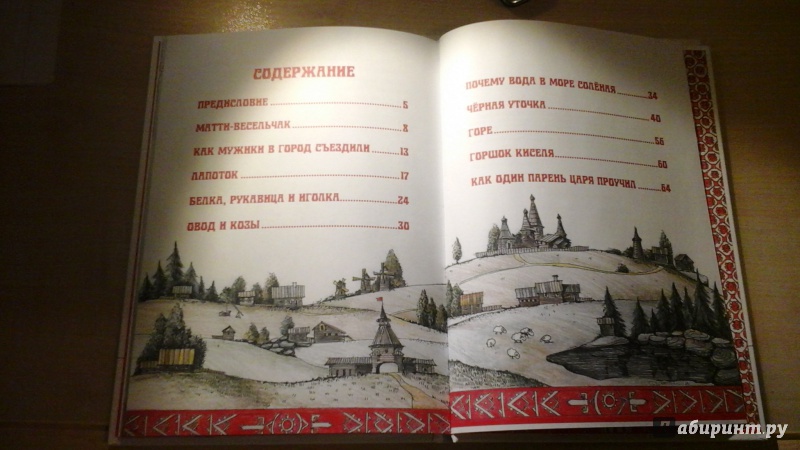 СОДЕРЖАНИЕ
ПРЕДИСЛОВИЕ 5
МАТТИ-ВЕСЕЛЬЧАК 8
КАК МУЖИКИ В ГОРОД СЪЕЗДИЛИ 13
ЛАПОТОК 17
БЕЛКА, РУКАВИЦА И ИГОЛКА 24
ОВОД И КОЗЫ 30
ПОЧЕМУ ВОДА В МОРЕ СОЛЁНАЯ 34
ЧЁРНАЯ УТОЧКА 40
ГОРЕ 56
ГОРШОК КИСЕЛЯ 60
КАК ОДИН ПАРЕНЬ ЦАРЯ ПРОУЧИЛ 64
абиринт.ру